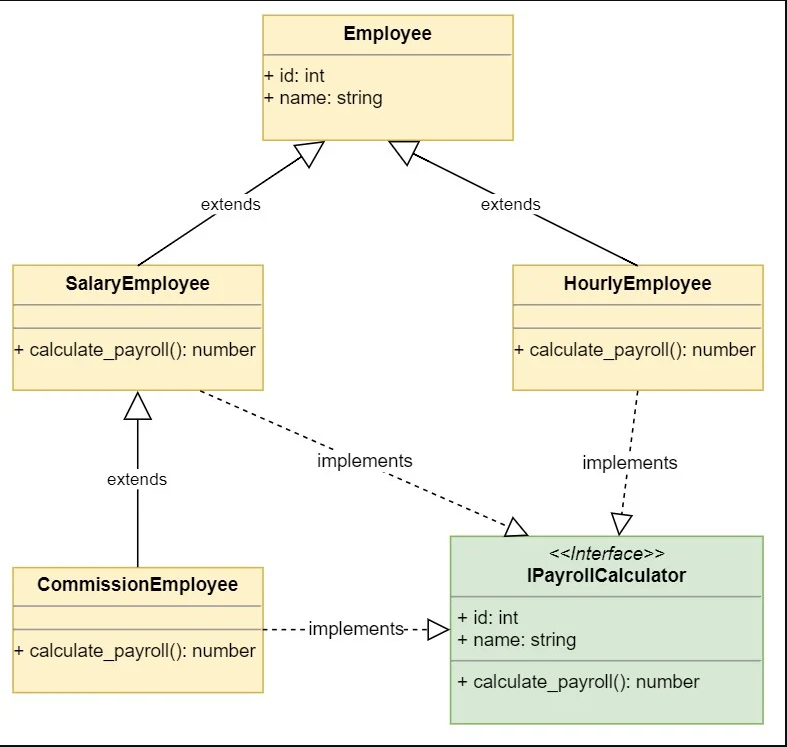 Employee
+ id: int
+ name: string
extends
extends
SalaryEmployee
+ calculate_payroll(): number
HourlyEmployee
+ calculate_payroll(): number
implements
implements
extends
CommissionEmployee
+ calculate_payroll(): number
implements
<<Interface>>
IPayrollCalculator
+ id: int
+ name: string
+ calculate_payroll(): number